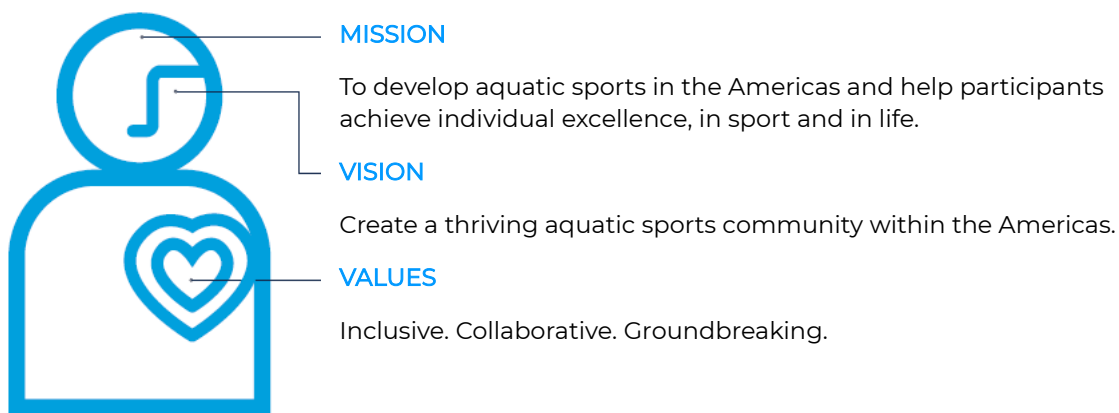 MISSION
To develop aquatic sports in the Americas and help participants
achieve individual excellence, in sport and in life.
VISION
Create a thriving aquatic sports community within the Americas.
VALUES
Inclusive. Collaborative. Groundbreaking.